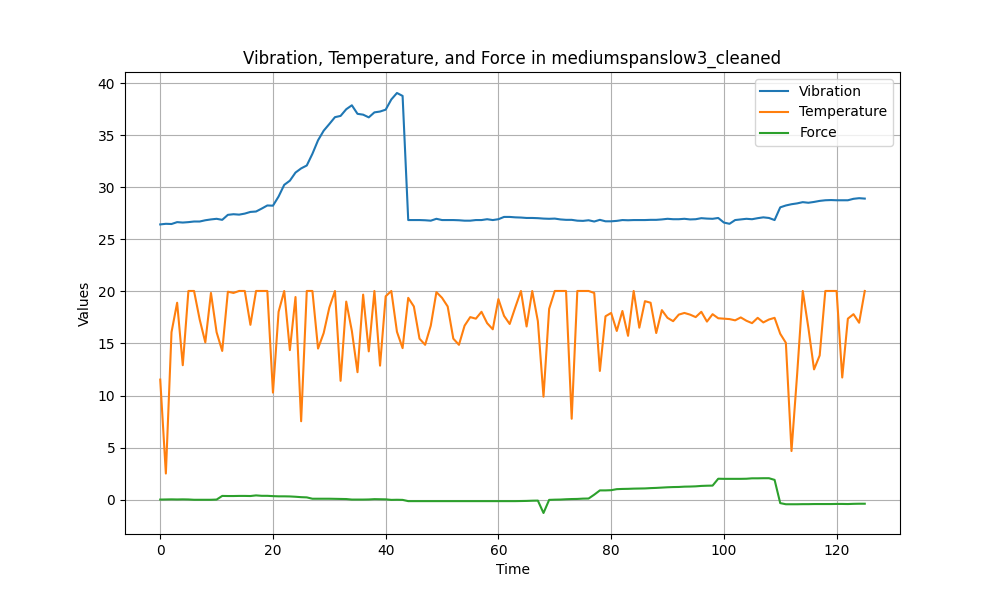 Vibration, Temperature, and Force in mediumspanslow3_cleaned
Vibration
Temperature
Force
Values
40
35
30
25
20
15
10
5
0
0 20 40 60 80 100 120
Time